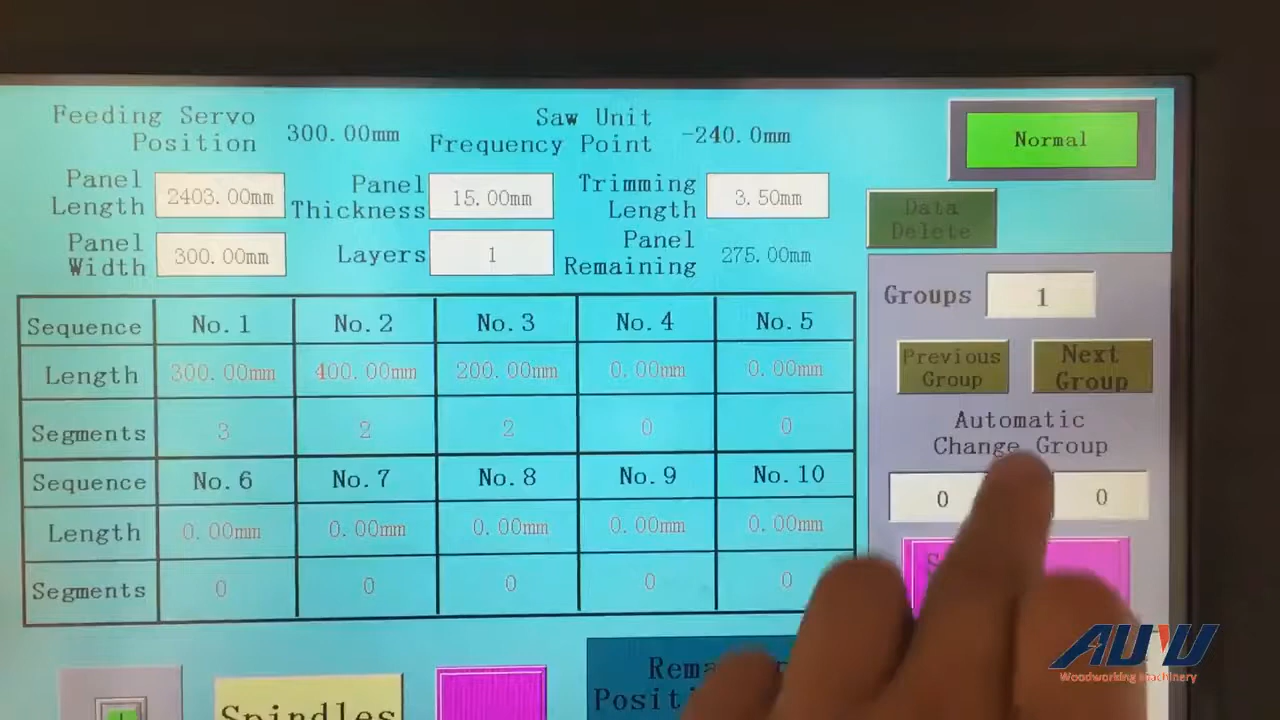 Feeding Servo
Position
300.00mm
Saw Unit
Frequency Point
-240.0mm
Normal
Panel
Length
2403.00mm
Panel
Thickness
15.00mm
Trimming
Length
3.50mm
Data
Delete
Panel
Width
300.00mm
Layers
1
Panel
Remaining
275.00mm
Groups
1
Sequence No.1 No.2 No.3 No.4 No.5
Length 300.00mm 400.00mm 200.00mm 0.00mm 0.00mm
Segments 3 2 2 0 0
Sequence No.6 No.7 No.8 No.9 No.10
Length 0.00mm 0.00mm 0.00mm 0.00mm 0.00mm
Segments 0 0 0 0 0
Previous
Group
Next
Group
Automatic
Change Group
0
0
Spindles
AUW
Woodworking Machinery